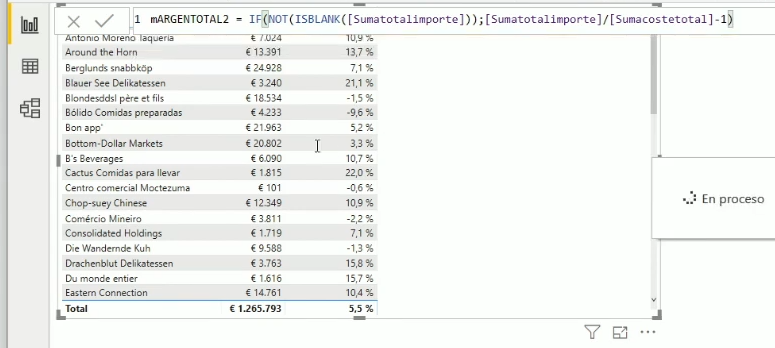 1 mARGENTOTAL2 = IF(NOT(ISBLANK([Sumatotalimporte]));[Sumatotalimporte]/[Sumacostetotal]-1)
Antonio Moreno Taquería € 7.024 10,9 %
Around the Horn € 13.391 13,7 %
Berglunds snabbköp € 24.928 7,1 %
Blauer See Delikatessen € 3.240 21,1 %
Blondesddsl père et fils € 18.534 -1,5 %
Bólido Comidas preparadas € 4.233 -9,6 %
Bon app' € 21.963 5,2 %
Bottom-Dollar Markets € 20.802 3,3 %
B's Beverages € 6.090 10,7 %
Cactus Comidas para llevar € 1.815 22,0 %
Centro comercial Moctezuma € 101 -0,6 %
Chop-suey Chinese € 12.349 10,9 %
Comércio Mineiro € 3.811 -2,2 %
Consolidated Holdings € 1.719 7,1 %
Die Wandernde Kuh € 9.588 -1,3 %
Drachenblut Delikatessen € 3.763 15,8 %
Du monde entier € 1.616 15,7 %
Eastern Connection € 14.761 10,4 %
Total € 1.265.793 5,5 %
En proceso